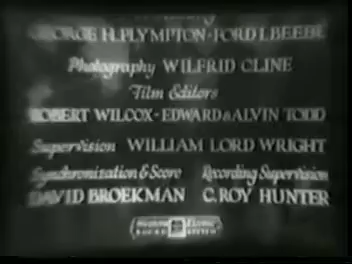 GEORGE H. PLYMPTON - FORD I. BEEBE
Photography WILFRID CLINE
Film Editors
ROBERT WILCOX - EDWARD & ALVIN TODD
Supervision WILLIAM LORD WRIGHT
Synchronization & Score Recording Supervision
DAVID BROEKMAN C. ROY HUNTER